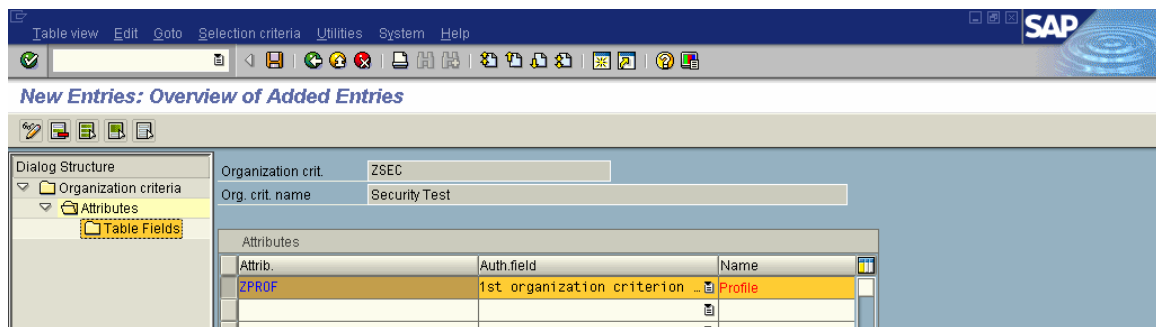 Table view Edit Goto Selection criteria Utilities System Help
SAP
New Entries: Overview of Added Entries
Dialog Structure
Organization criteria
Attributes
Table Fields
Organization crit. ZSEC
Org. crit. name Security Test
Attributes
Attrib. Auth.field Name
ZPROF 1st organization criterion … Profile